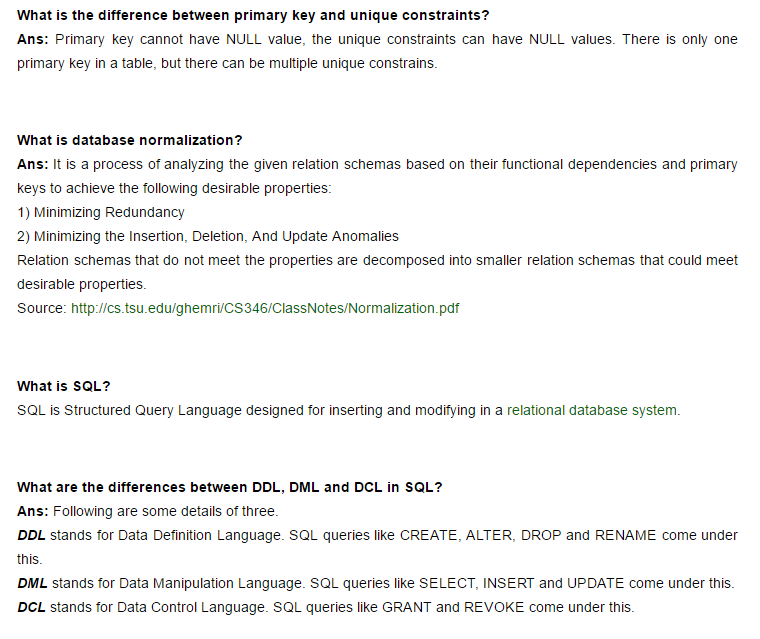 What is the difference between primary key and unique constraints?
Ans: Primary key cannot have NULL value, the unique constraints can have NULL values. There is only one
primary key in a table, but there can be multiple unique constrains.
What is database normalization?
Ans: It is a process of analyzing the given relation schemas based on their functional dependencies and primary
keys to achieve the following desirable properties:
1) Minimizing Redundancy
2) Minimizing the Insertion, Deletion, And Update Anomalies
Relation schemas that do not meet the properties are decomposed into smaller relation schemas that could meet
desirable properties.
Source: http://cs.tsu.edu/ghemri/CS346/ClassNotes/Normalization.pdf
What is SQL?
SQL is Structured Query Language designed for inserting and modifying in a relational database system.
What are the differences between DDL, DML and DCL in SQL?
Ans: Following are some details of three.
DDL stands for Data Definition Language. SQL queries like CREATE, ALTER, DROP and RENAME come under
this.
DML stands for Data Manipulation Language. SQL queries like SELECT, INSERT and UPDATE come under this.
DCL stands for Data Control Language. SQL queries like GRANT and REVOKE come under this.